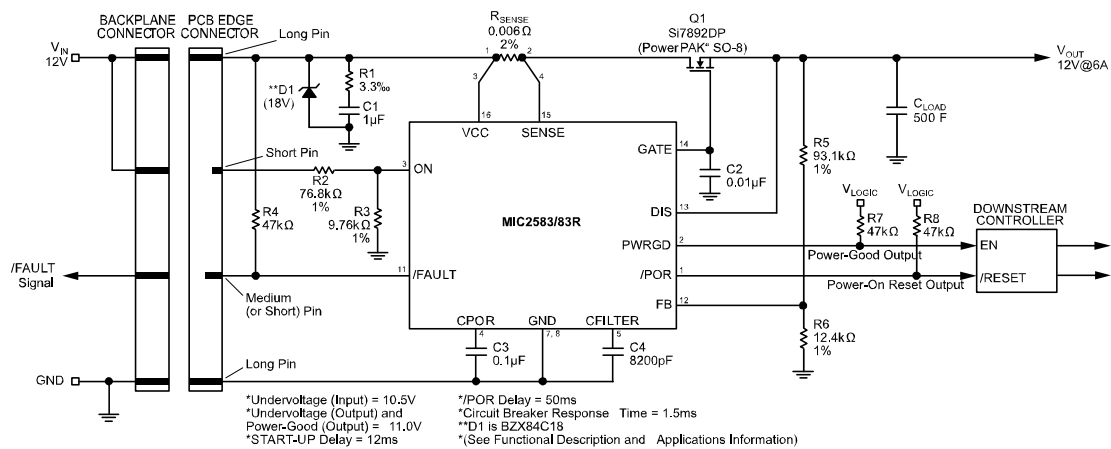 BACKPLANE
CONNECTOR
PCB EDGE
CONNECTOR
Long Pin
VIN
12V
**D1
(18V)
R1
3.3‰
C1
1µF
RSENSE
0.006Ω
2%
1
2
3
4
16
15
VCC
SENSE
Q1
Si7892DP
(PowerPAK" SO-8)
VOUT
12V@6A
CLOAD
500 F
Short Pin
R2
76.8kΩ
1%
R3
9.76kΩ
1%
R4
47kΩ
3
ON
MIC2583/83R
GATE
14
C2
0.01µF
DIS
13
R5
93.1kΩ
1%
VLOGIC
VLOGIC
R7
47kΩ
R8
47kΩ
DOWNSTREAM
CONTROLLER
PWRGD
2
Power-Good Output
EN
/FAULT
Signal
11
/FAULT
/POR
1
Power-On Reset Output
/RESET
Medium
(or Short) Pin
FB
12
R6
12.4kΩ
1%
CPOR
GND
CFILTER
4
7, 8
5
C3
0.1µF
C4
8200pF
Long Pin
GND
*Undervoltage (Input) = 10.5V
*Undervoltage (Output) and
Power-Good (Output) = 11.0V
*START-UP Delay = 12ms
*/POR Delay = 50ms
*Circuit Breaker Response Time = 1.5ms
**D1 is BZX84C18
*(See Functional Description and Applications Information)